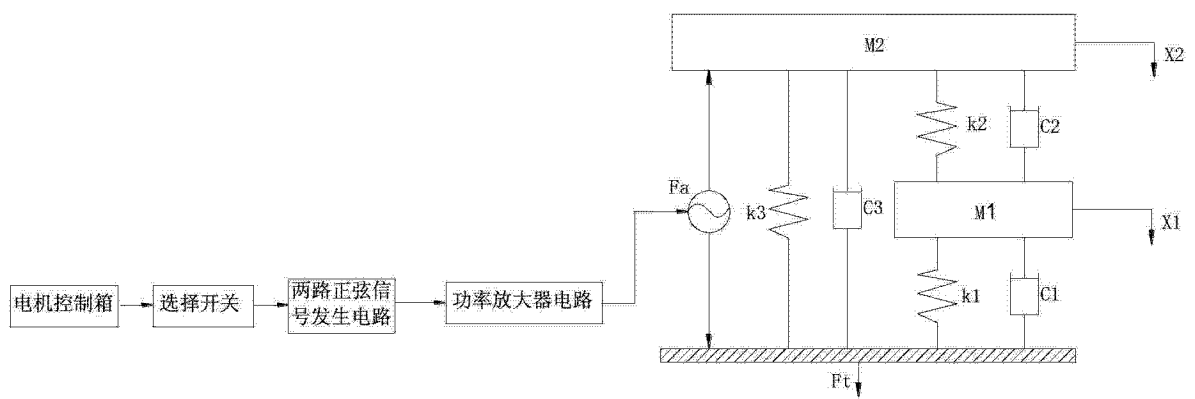 电机控制箱
选择开关
两路正弦信
号发生电路
功率放大器电路
Fa
k3
C3
M2
X2
k2
C2
M1
X1
k1
C1
Ft